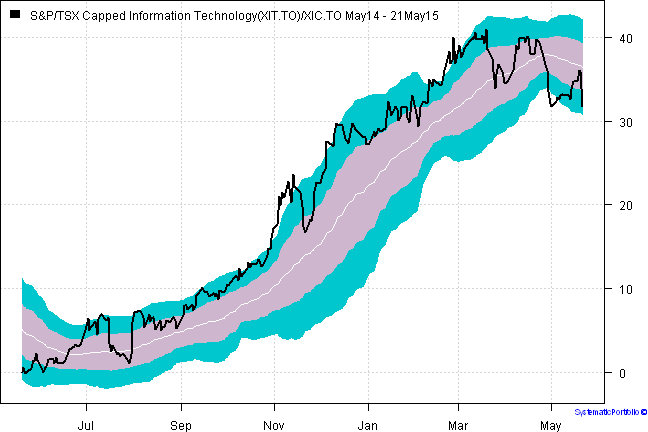 S&P/TSX Capped Information Technology(XIT.TO)/XIC.TO May14 - 21May15
40
30
20
10
0
Jul Sep Nov Jan Mar May
SystematicPortfolio ©